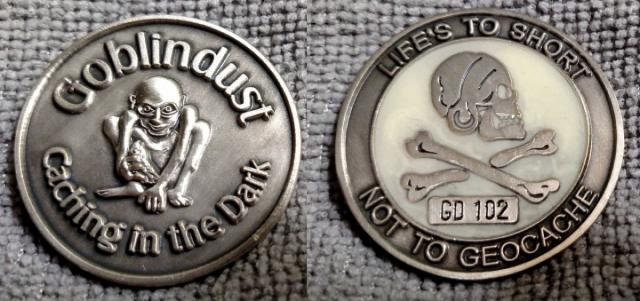 Goblindust
Caching in the Dark
LIFE'S TO SHORT
GD 102
NOT TO GEOCACHE